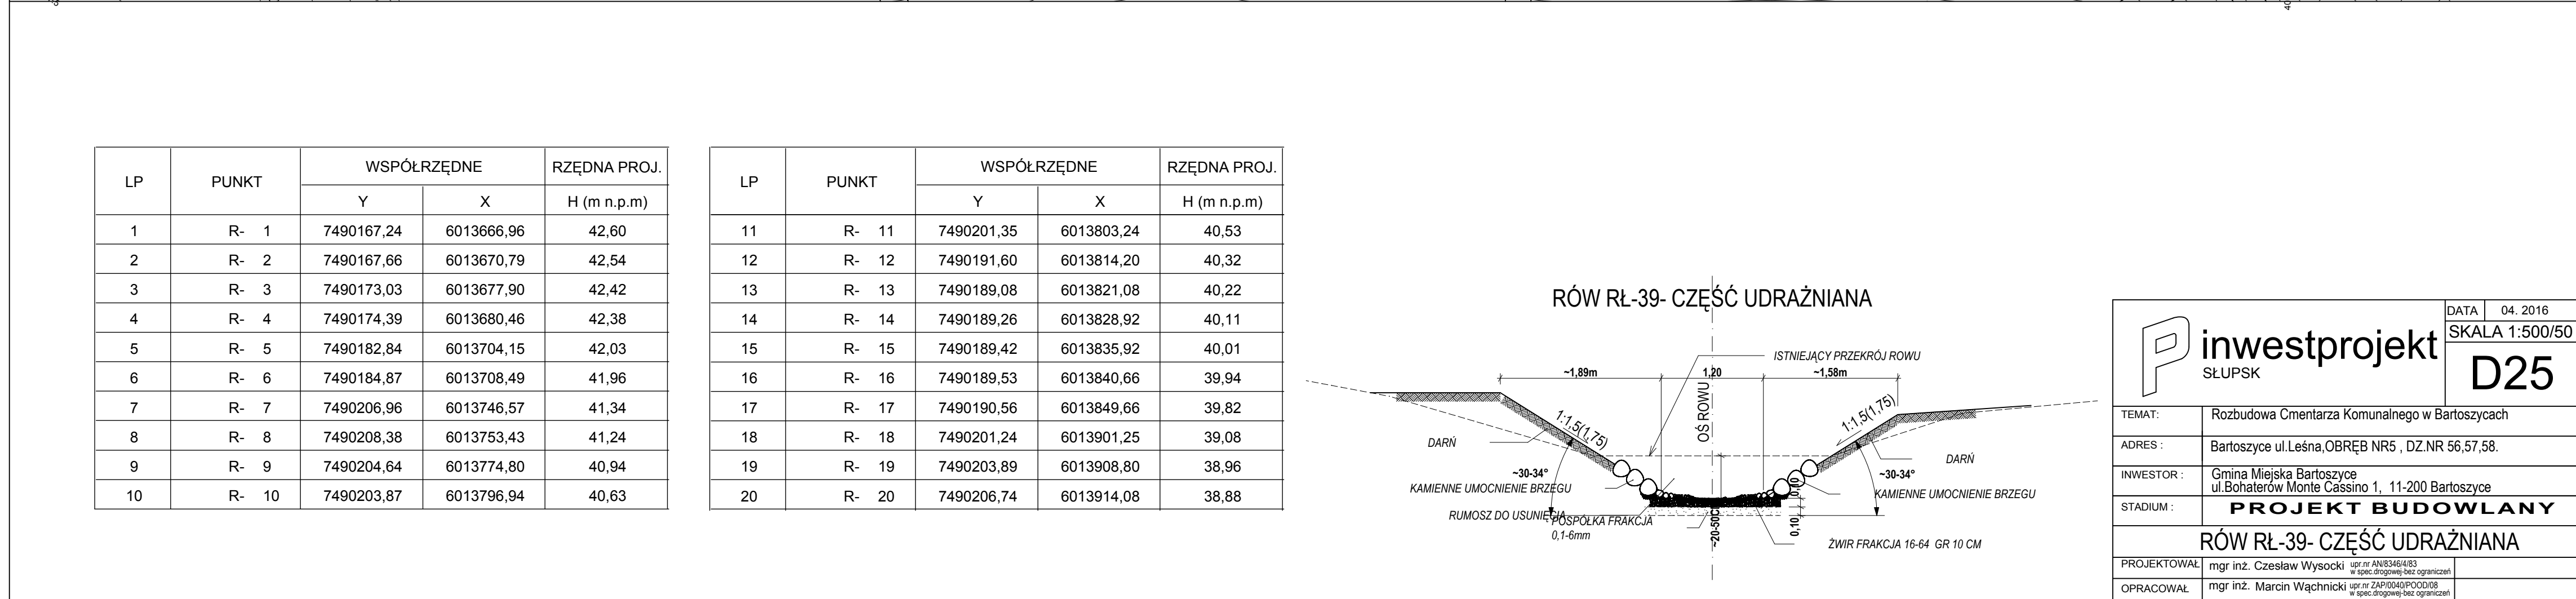 LP PUNKT WSPÓŁRZĘDNE RZĘDNA PROJ.
Y X H (m n.p.m)
1 R- 1 7490167,24 6013666,96 42,60
2 R- 2 7490167,66 6013670,79 42,54
3 R- 3 7490173,03 6013677,90 42,42
4 R- 4 7490174,39 6013680,46 42,38
5 R- 5 7490182,84 6013704,15 42,03
6 R- 6 7490184,87 6013708,49 41,96
7 R- 7 7490206,96 6013746,57 41,34
8 R- 8 7490208,38 6013753,43 41,24
9 R- 9 7490204,64 6013774,80 40,94
10 R- 10 7490203,87 6013796,94 40,63
LP PUNKT WSPÓŁRZĘDNE RZĘDNA PROJ.
Y X H (m n.p.m)
11 R- 11 7490201,35 6013803,24 40,53
12 R- 12 7490191,60 6013814,20 40,32
13 R- 13 7490189,08 6013821,08 40,22
14 R- 14 7490189,26 6013828,92 40,11
15 R- 15 7490189,42 6013835,92 40,01
16 R- 16 7490189,53 6013840,66 39,94
17 R- 17 7490190,56 6013849,66 39,82
18 R- 18 7490201,24 6013901,25 39,08
19 R- 19 7490203,89 6013908,80 38,96
20 R- 20 7490206,74 6013914,08 38,88
RÓW RŁ-39- CZĘŚĆ UDRAŻNIANA
ISTNIEJĄCY PRZEKRÓJ ROWU
~1,89m 1,20 ~1,58m
OŚ ROWU
1:1,5(1,75) 1:1,5(1,75)
DARŃ DARŃ
~30-34° ~30-34°
KAMIENNE UMOCNIENIE BRZEGU 0,10 KAMIENNE UMOCNIENIE BRZEGU
RUMOSZ DO USUNIĘCIA
POSPÓŁKA FRAKCJA
0,1-6mm
0,10
ŻWIR FRAKCJA 16-64 GR 10 CM
inwestprojekt
SŁUPSK
DATA 04. 2016
SKALA 1:500/50
D25
TEMAT: Rozbudowa Cmentarza Komunalnego w Bartoszycach
ADRES : Bartoszyce ul.Leśna,OBRĘB NR5 , DZ.NR 56,57,58.
INWESTOR : Gmina Miejska Bartoszyce
ul.Bohaterów Monte Cassino 1, 11-200 Bartoszyce
STADIUM : PROJEKT BUDOWLANY
RÓW RŁ-39- CZĘŚĆ UDRAŻNIANA
PROJEKTOWAŁ mgr inż. Czesław Wysocki upr.nr AN/8346/4/83
w spec.drogowej-bez ograniczeń
OPRACOWAŁ mgr inż. Marcin Wąchnicki upr.nr ZAP/0040/POOD/08
w spec.drogowej-bez ograniczeń